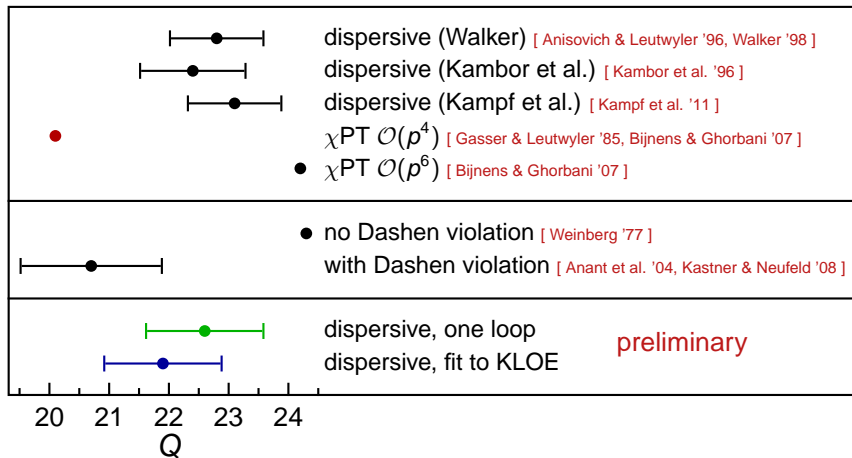 dispersive (Walker) [ Anisovich & Leutwyler '96, Walker '98 ]
dispersive (Kambor et al.) [ Kambor et al. '96 ]
dispersive (Kampf et al.) [ Kampf et al. '11 ]
χPT 𝒪(p⁴) [ Gasser & Leutwyler '85, Bijnens & Ghorbani '07 ]
χPT 𝒪(p⁶) [ Bijnens & Ghorbani '07 ]
no Dashen violation [ Weinberg '77 ]
with Dashen violation [ Anant et al. '04, Kastner & Neufeld '08 ]
dispersive, one loop
preliminary
dispersive, fit to KLOE
20 21 22 23 24
Q